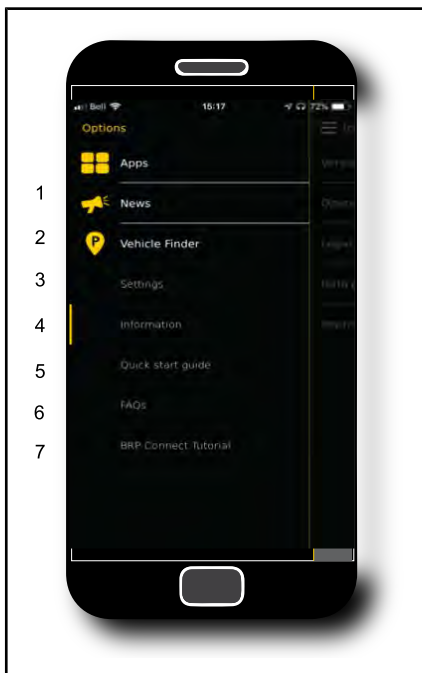 Bell 15:17 72%
Options
Apps
1
News
2
Vehicle Finder
3
Settings
4
Information
5
Quick start guide
6
FAQs
7
BRP Connect Tutorial